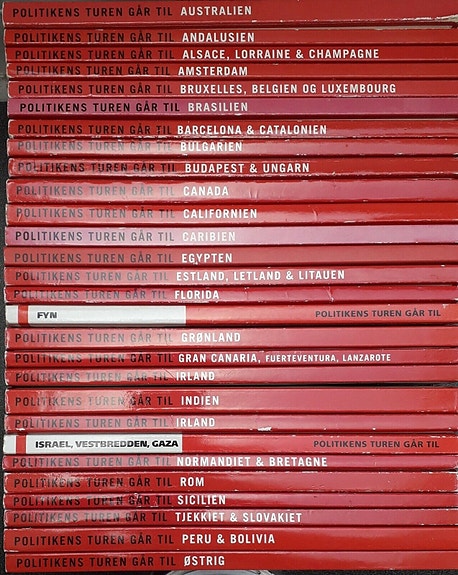 POLITIKENS TUREN GÅR TIL AUSTRALIEN
POLITIKENS TUREN GÅR TIL ANDALUSIEN
POLITIKENS TUREN GÅR TIL ALSACE, LORRAINE & CHAMPAGNE
POLITIKENS TUREN GÅR TIL AMSTERDAM
POLITIKENS TUREN GÅR TIL BRUXELLES, BELGIEN OG LUXEMBOURG
POLITIKENS TUREN GÅR TIL BRASILIEN
POLITIKENS TUREN GÅR TIL BARCELONA & CATALONIEN
POLITIKENS TUREN GÅR TIL BULGARIEN
POLITIKENS TUREN GÅR TIL BUDAPEST & UNGARN
POLITIKENS TUREN GÅR TIL CANADA
POLITIKENS TUREN GÅR TIL CALIFORNIEN
POLITIKENS TUREN GÅR TIL CARIBIEN
POLITIKENS TUREN GÅR TIL EGYPTEN
POLITIKENS TUREN GÅR TIL ESTLAND, LETLAND & LITAUEN
POLITIKENS TUREN GÅR TIL FLORIDA
FYN POLITIKENS TUREN GÅR TIL
POLITIKENS TUREN GÅR TIL GRØNLAND
POLITIKENS TUREN GÅR TIL GRAN CANARIA, FUERTEVENTURA, LANZAROTE
POLITIKENS TUREN GÅR TIL IRLAND
POLITIKENS TUREN GÅR TIL INDIEN
POLITIKENS TUREN GÅR TIL IRLAND
ISRAEL, VESTBREDDEN, GAZA POLITIKENS TUREN GÅR TIL
POLITIKENS TUREN GÅR TIL NORMANDIET & BRETAGNE
POLITIKENS TUREN GÅR TIL ROM
POLITIKENS TUREN GÅR TIL SICILIEN
POLITIKENS TUREN GÅR TIL TJEKKIET & SLOVAKIET
POLITIKENS TUREN GÅR TIL PERU & BOLIVIA
POLITIKENS TUREN GÅR TIL ØSTRIG